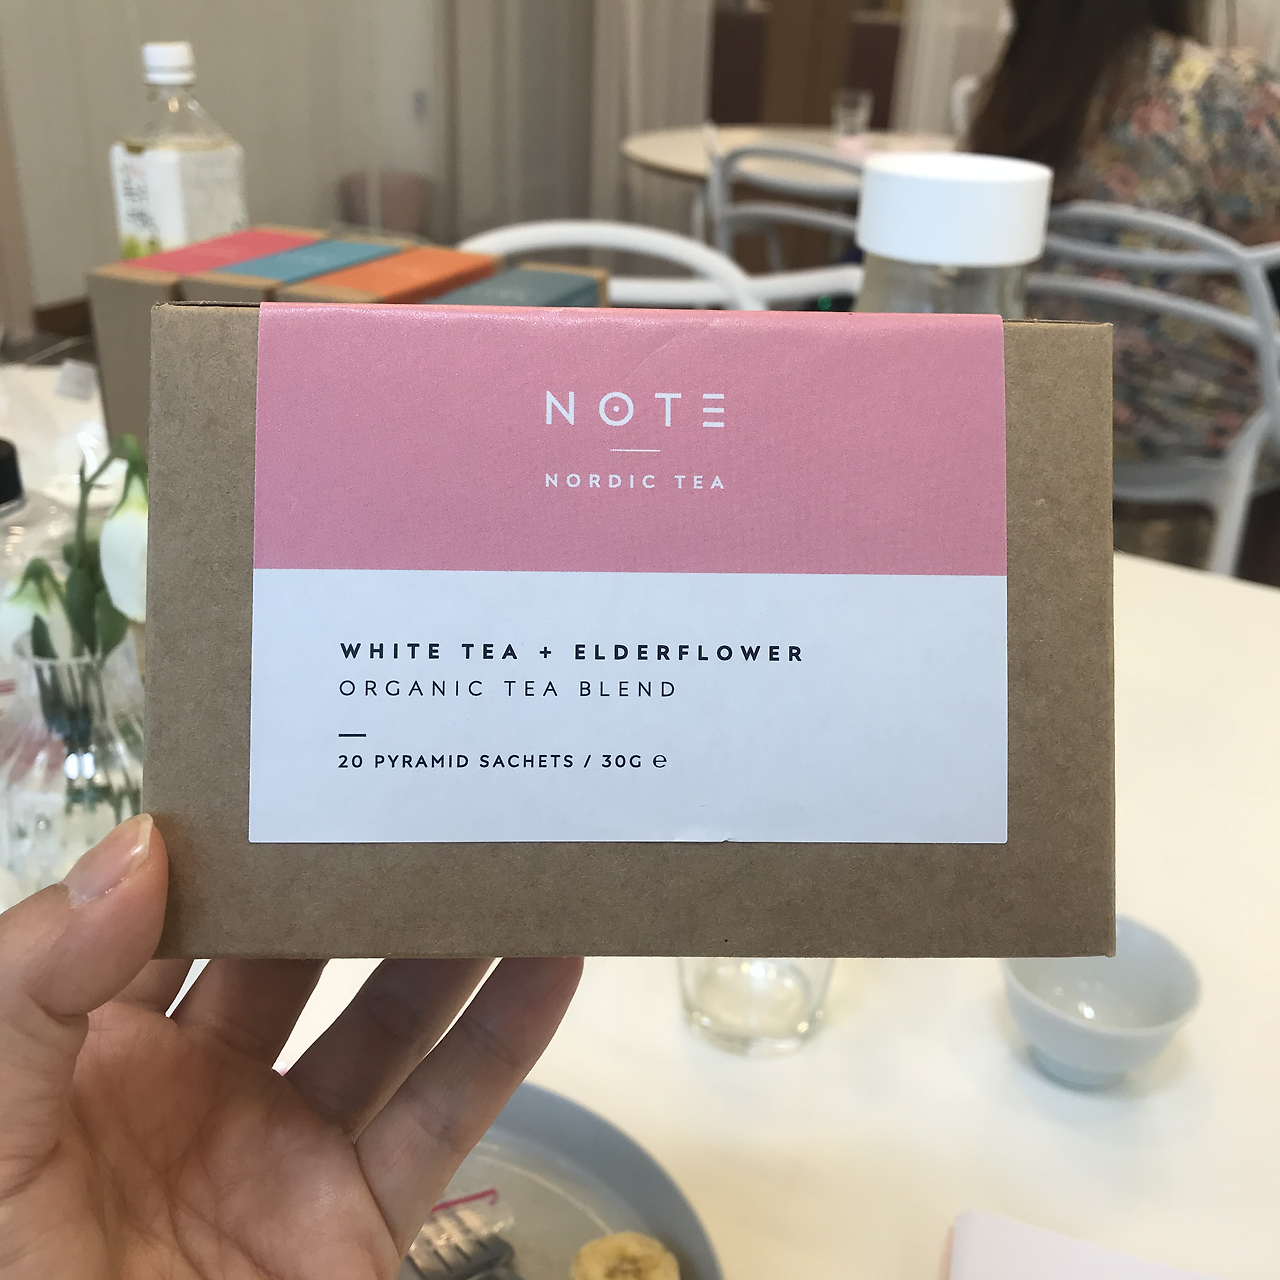 NOTE
NORDIC TEA
WHITE TEA + ELDERFLOWER
ORGANIC TEA BLEND
20 PYRAMID SACHETS / 30G ℮